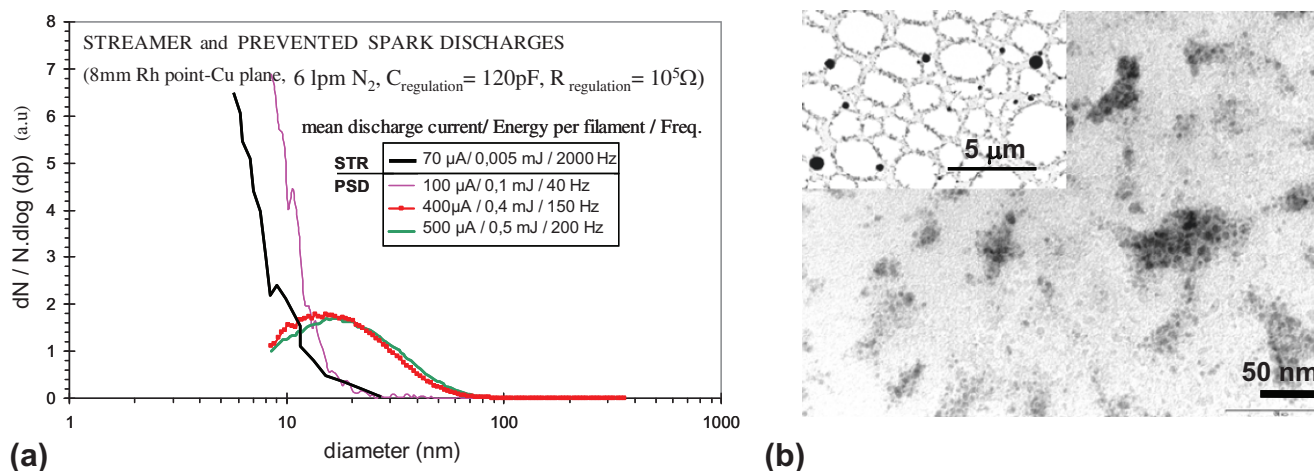 STREAMER and PREVENTED SPARK DISCHARGES
(8mm Rh point-Cu plane, 6 lpm N2, Cregulation= 120pF, R regulation= 10⁵Ω)
mean discharge current/ Energy per filament / Freq.
STR 70 µA/ 0,005 mJ / 2000 Hz
PSD 100 µA/ 0,1 mJ / 40 Hz
400µA/ 0,4 mJ / 150 Hz
500 µA / 0,5 mJ / 200 Hz
dN / N.dlog (dp) (a.u)
8
7
6
5
4
3
2
1
0
1 10 100 1000
diameter (nm)
(a)
5 µm
50 nm
(b)